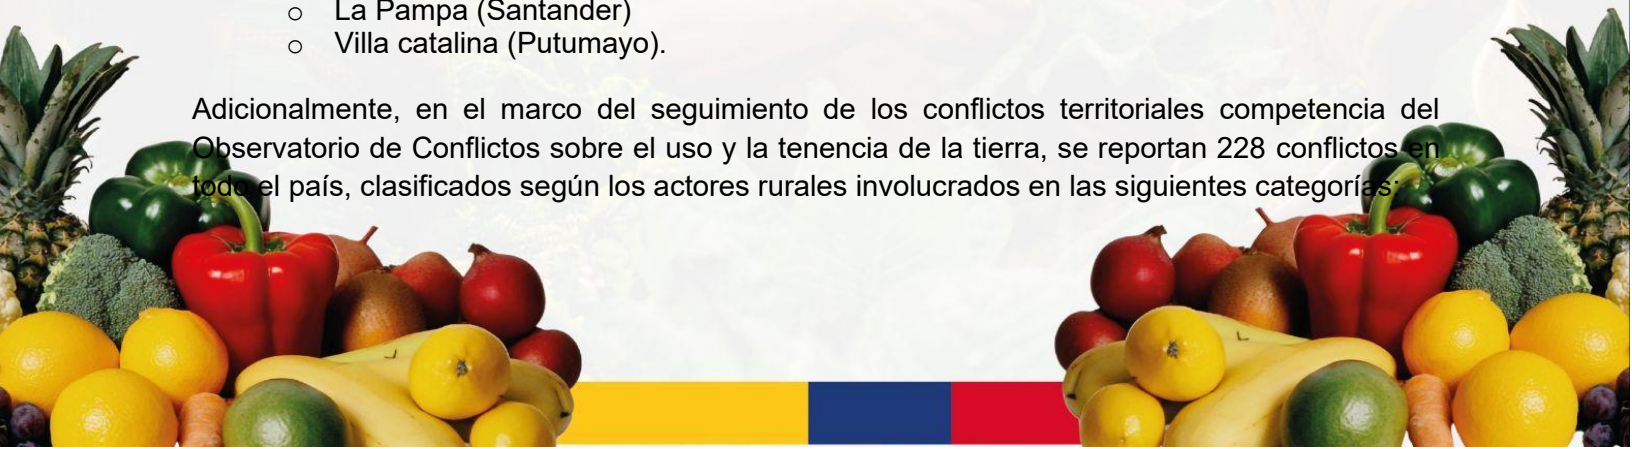 ○ La Pampa (Santander)
○ Villa catalina (Putumayo).
Adicionalmente, en el marco del seguimiento de los conflictos territoriales competencia del
Observatorio de Conflictos sobre el uso y la tenencia de la tierra, se reportan 228 conflictos en
todo el país, clasificados según los actores rurales involucrados en las siguientes categorías: